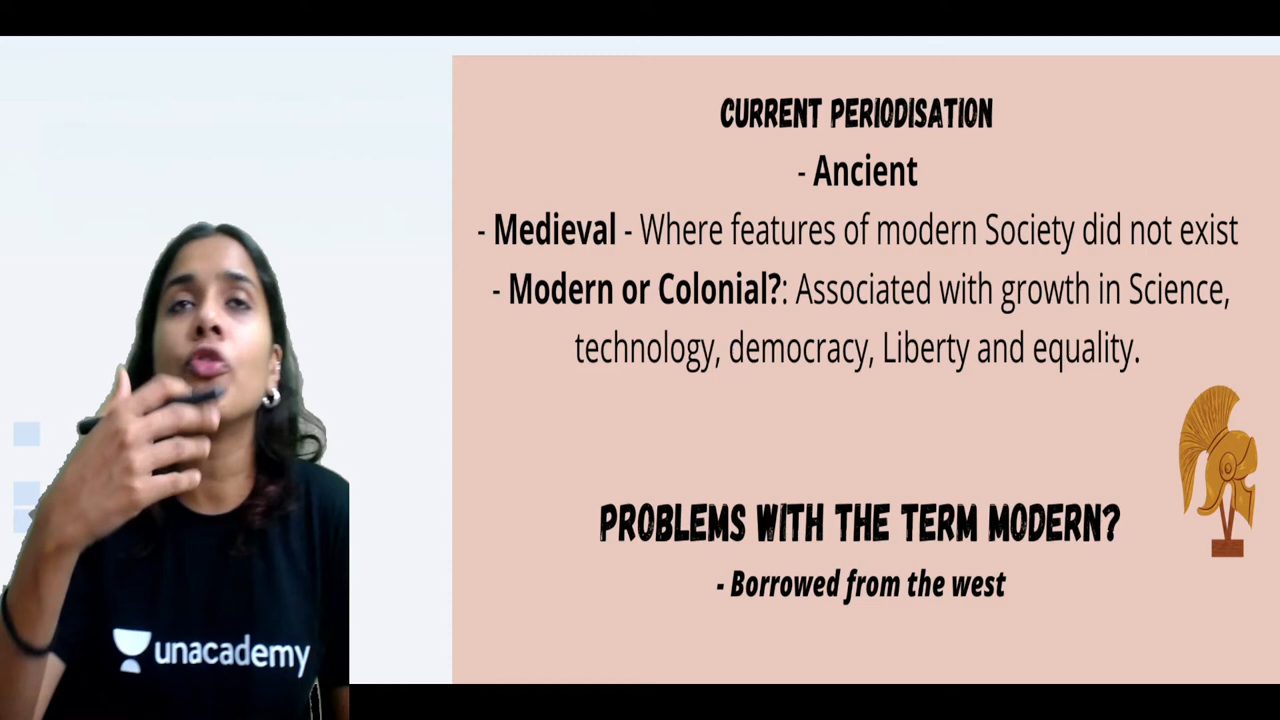 CURRENT PERIODISATION
- Ancient
- Medieval - Where features of modern Society did not exist
- Modern or Colonial?: Associated with growth in Science,
technology, democracy, Liberty and equality.
PROBLEMS WITH THE TERM MODERN?
- Borrowed from the west
unacademy